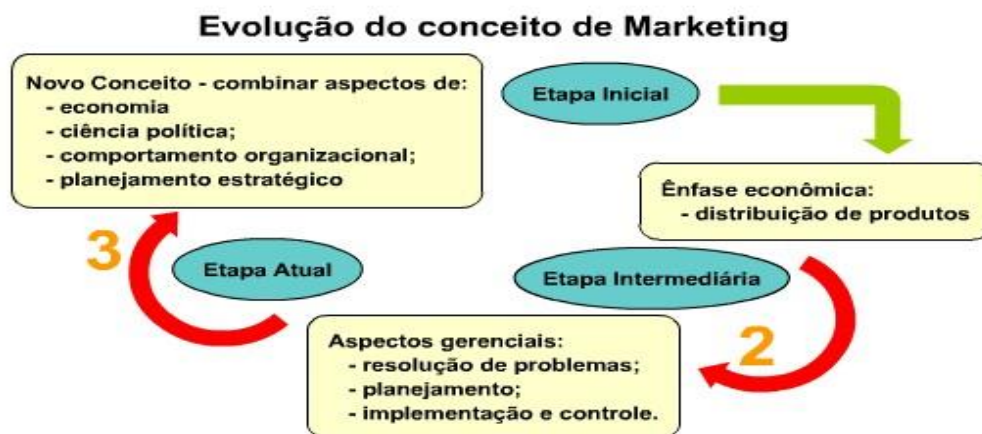 Evolução do conceito de Marketing
Etapa Inicial
Ênfase econômica:
- distribuição de produtos
Etapa Intermediária
2
Aspectos gerenciais:
- resolução de problemas;
- planejamento;
- implementação e controle.
Etapa Atual
3
Novo Conceito - combinar aspectos de:
- economia
- ciência política;
- comportamento organizacional;
- planejamento estratégico